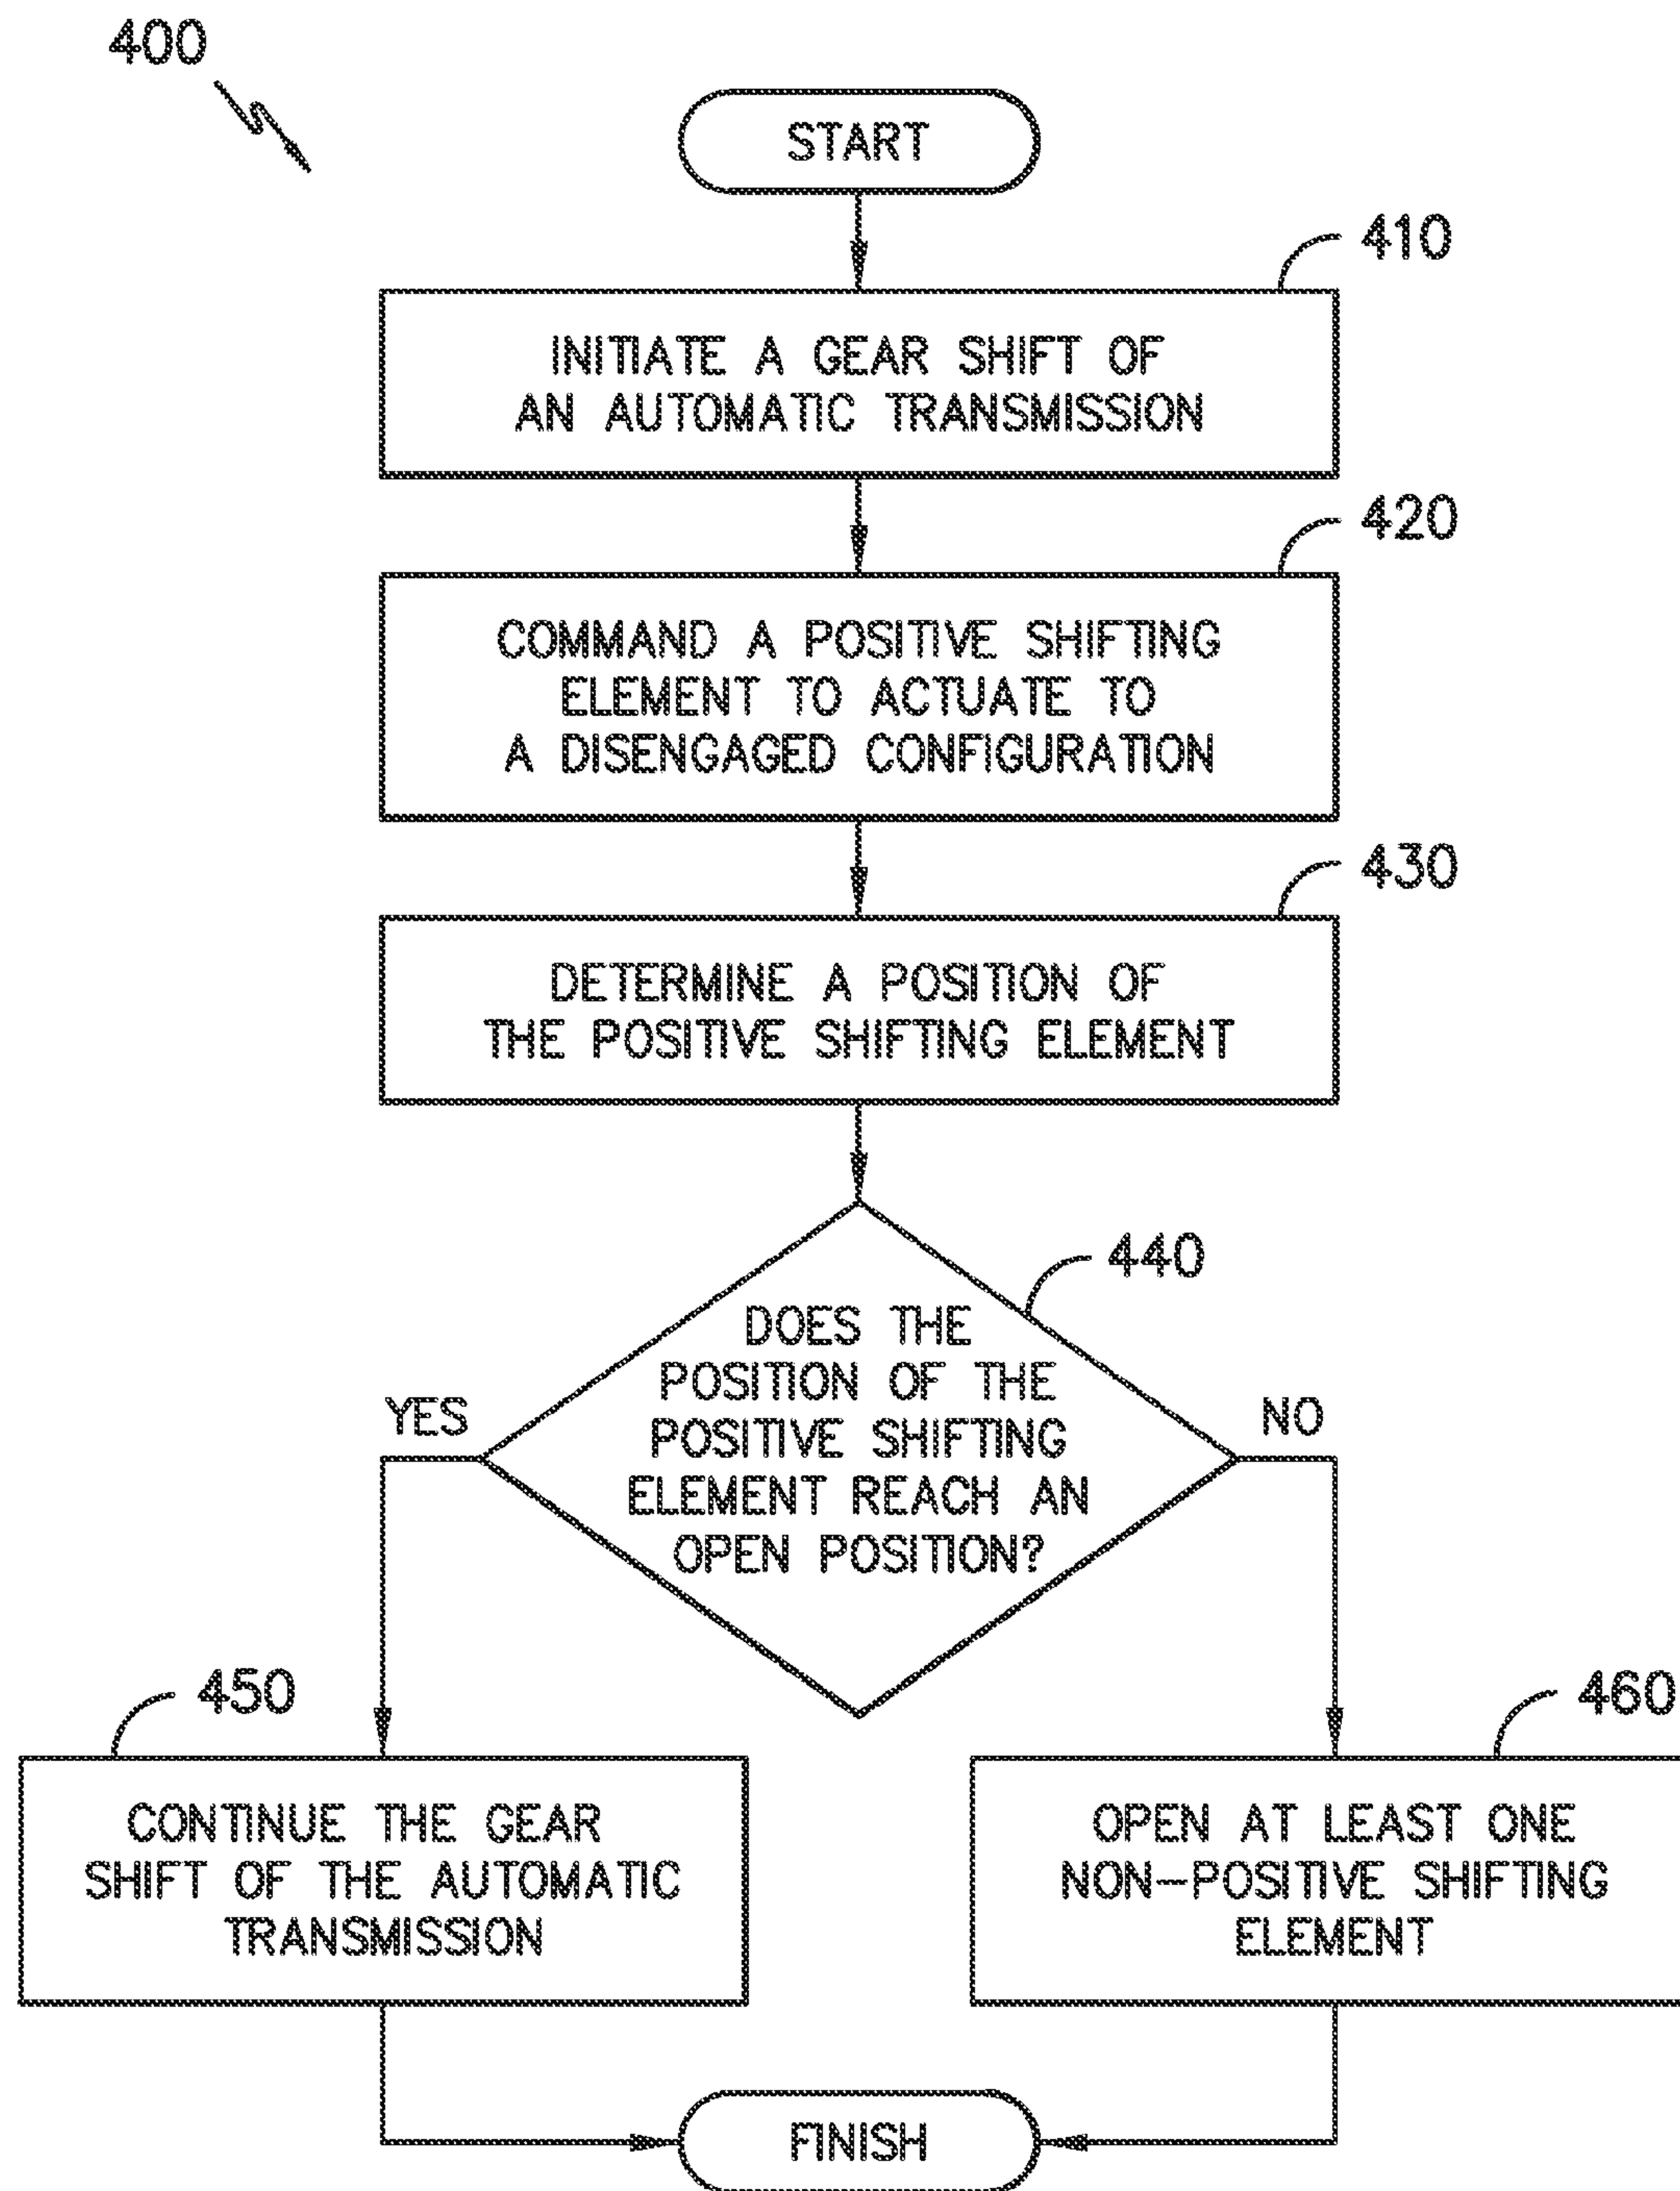 400
START
410
INITIATE A GEAR SHIFT OF
AN AUTOMATIC TRANSMISSION
420
COMMAND A POSITIVE SHIFTING
ELEMENT TO ACTUATE TO
A DISENGAGED CONFIGURATION
430
DETERMINE A POSITION OF
THE POSITIVE SHIFTING ELEMENT
440
DOES THE
POSITION OF THE
POSITIVE SHIFTING
ELEMENT REACH AN
OPEN POSITION?
YES
NO
450
CONTINUE THE GEAR
SHIFT OF THE AUTOMATIC
TRANSMISSION
460
OPEN AT LEAST ONE
NON-POSITIVE SHIFTING
ELEMENT
FINISH